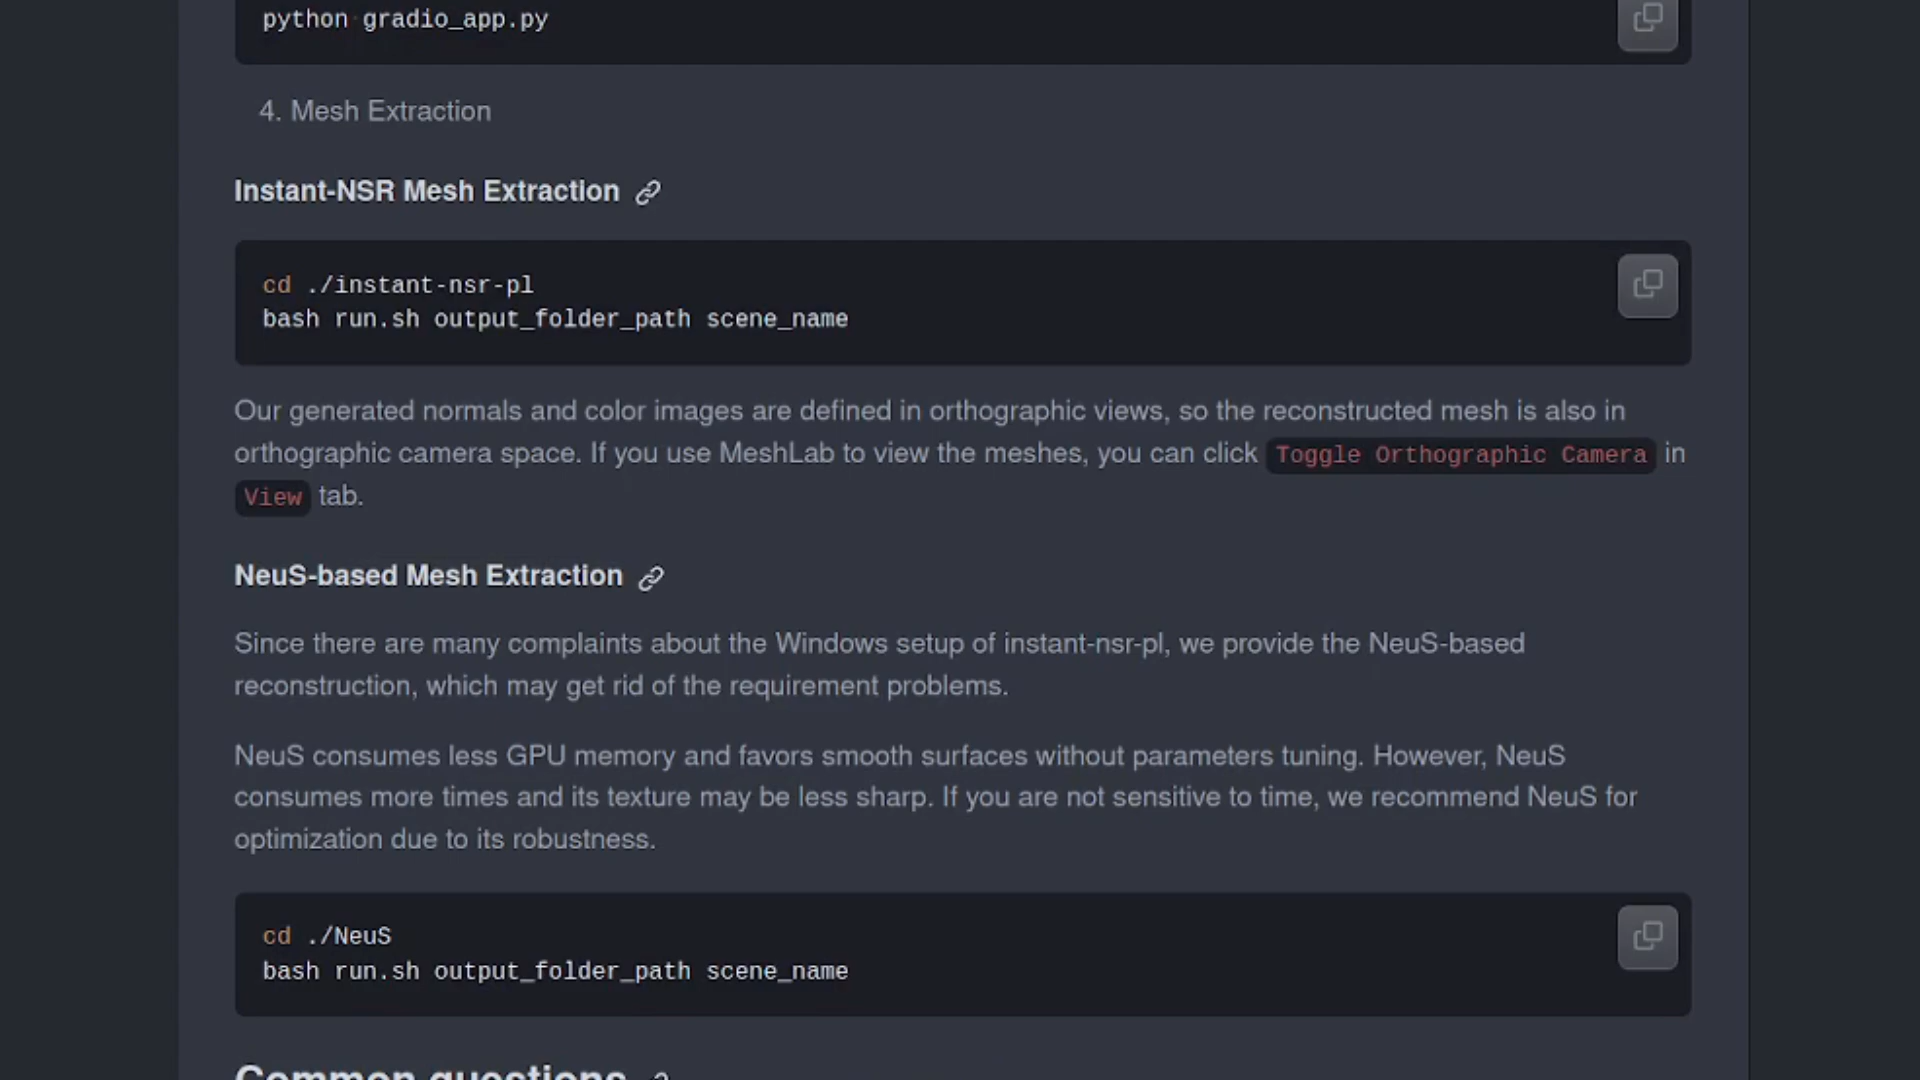 python gradio_app.py
4. Mesh Extraction
Instant-NSR Mesh Extraction
cd ./instant-nsr-pl
bash run.sh output_folder_path scene_name
Our generated normals and color images are defined in orthographic views, so the reconstructed mesh is also in
orthographic camera space. If you use MeshLab to view the meshes, you can click Toggle Orthographic Camera in
View tab.
NeuS-based Mesh Extraction
Since there are many complaints about the Windows setup of instant-nsr-pl, we provide the NeuS-based
reconstruction, which may get rid of the requirement problems.
NeuS consumes less GPU memory and favors smooth surfaces without parameters tuning. However, NeuS
consumes more times and its texture may be less sharp. If you are not sensitive to time, we recommend NeuS for
optimization due to its robustness.
cd ./NeuS
bash run.sh output_folder_path scene_name
Common questions